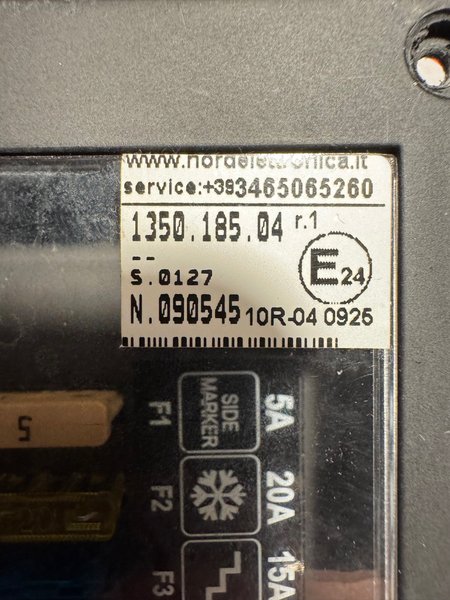 www.nordelettronica.it
service:+393465065260
1350.185.04 r.1
--
S.0127
E24
N.090545 10R-04 0925
5
SIDE MARKER
F1
5A
F2
20A
F3
15A